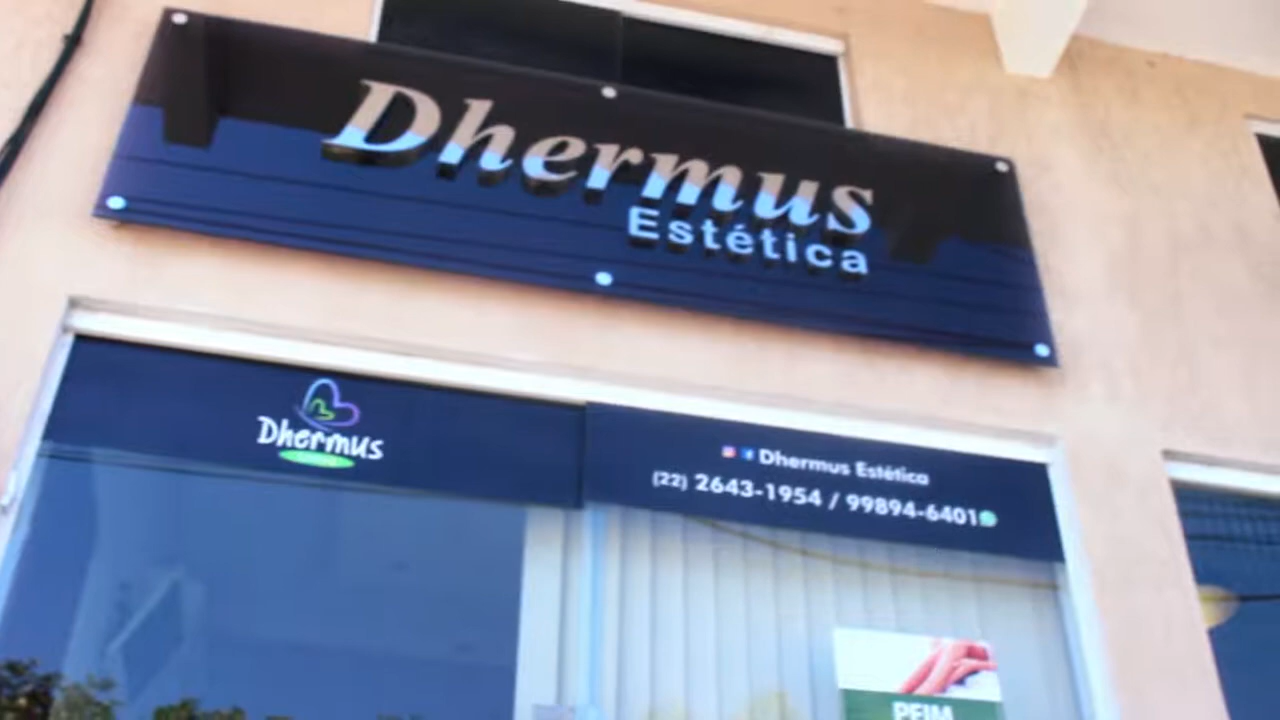 Dhermus
Estética
Dhermus
Dhermus Estética
(22) 2643-1954 / 99894-6401